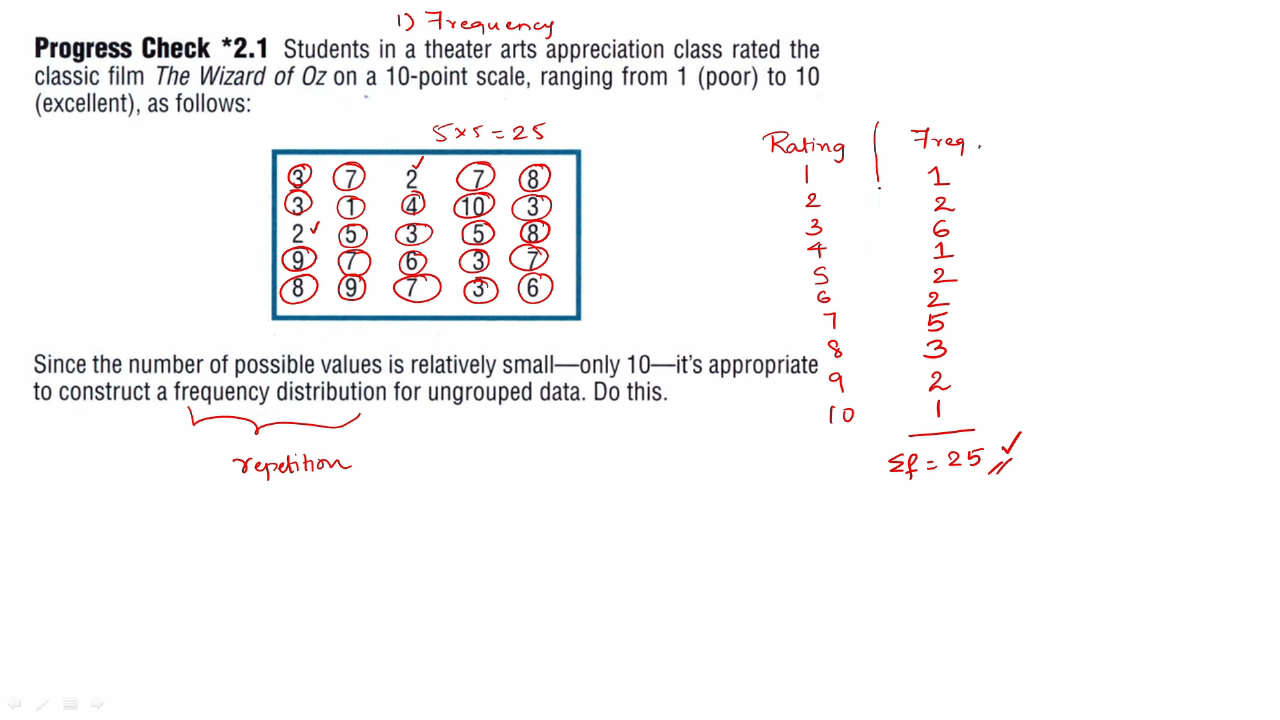 1) Frequency
Progress Check *2.1 Students in a theater arts appreciation class rated the
classic film The Wizard of Oz on a 10-point scale, ranging from 1 (poor) to 10
(excellent), as follows:
5 × 5 = 25
3 7 2 7 8
3 1 4 10 3
2 5 3 5 8
9 7 6 3 7
8 9 7 3 6
Since the number of possible values is relatively small—only 10—it's appropriate
to construct a frequency distribution for ungrouped data. Do this.
repetition
Rating Freq.
1 1
2 2
3 6
4 1
5 2
6 2
7 5
8 3
9 2
10 1
Σf = 25